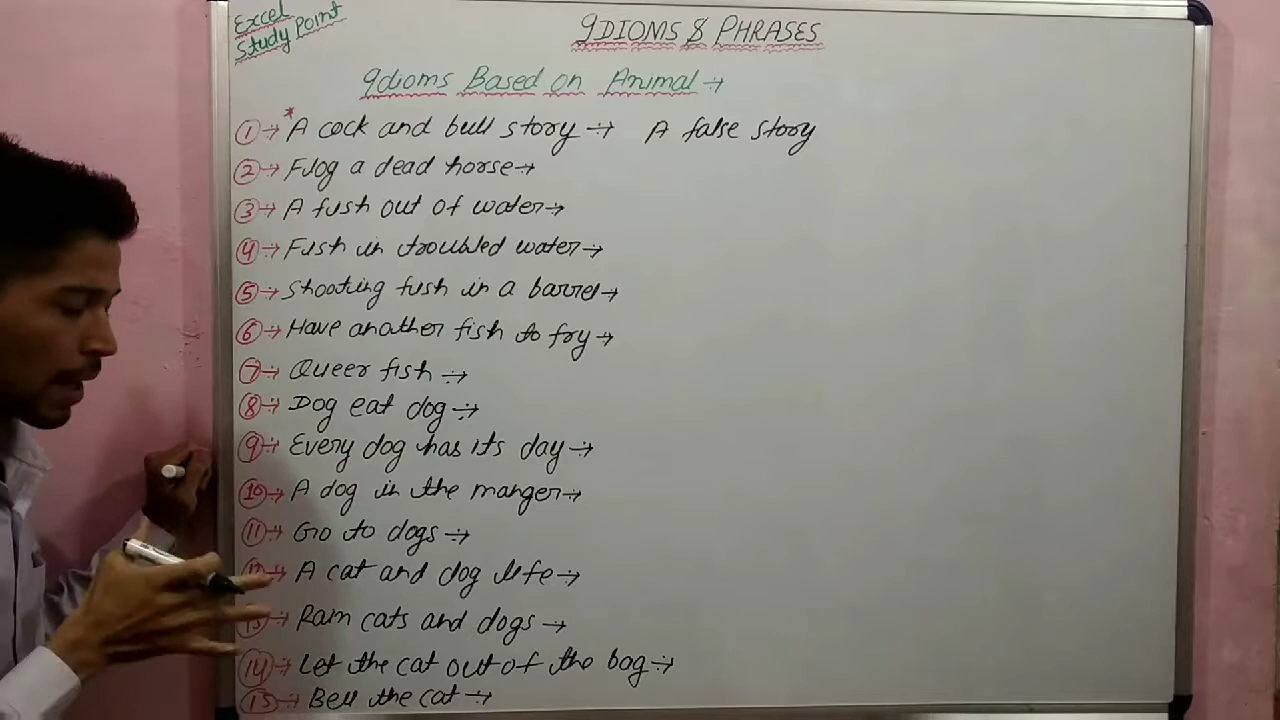 Excel
Study Point
IDIOMS & PHRASES
Idioms Based on Animal →
① → * A cock and bull story → A false story
② → Flog a dead horse →
③ → A fish out of water →
④ → Fish in troubled water →
⑤ → Shooting fish in a barrel →
⑥ → Have another fish to fry →
⑦ → Queer fish →
⑧ → Dog eat dog →
⑨ → Every dog has its day →
⑩ → A dog in the manger →
⑪ → Go to dogs →
⑫ → A cat and dog life →
⑬ → Rain cats and dogs →
⑭ → Let the cat out of the bag →
⑮ → Bell the cat →